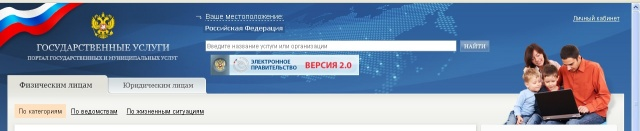 Ваше местоположение:
Российская Федерация
Личный кабинет
ГОСУДАРСТВЕННЫЕ УСЛУГИ
ПОРТАЛ ГОСУДАРСТВЕННЫХ И МУНИЦИПАЛЬНЫХ УСЛУГ
Введите название услуги или организации
НАЙТИ
ЭЛЕКТРОННОЕ ПРАВИТЕЛЬСТВО ВЕРСИЯ 2.0
Физическим лицам
Юридическим лицам
По категориям По ведомствам По жизненным ситуациям